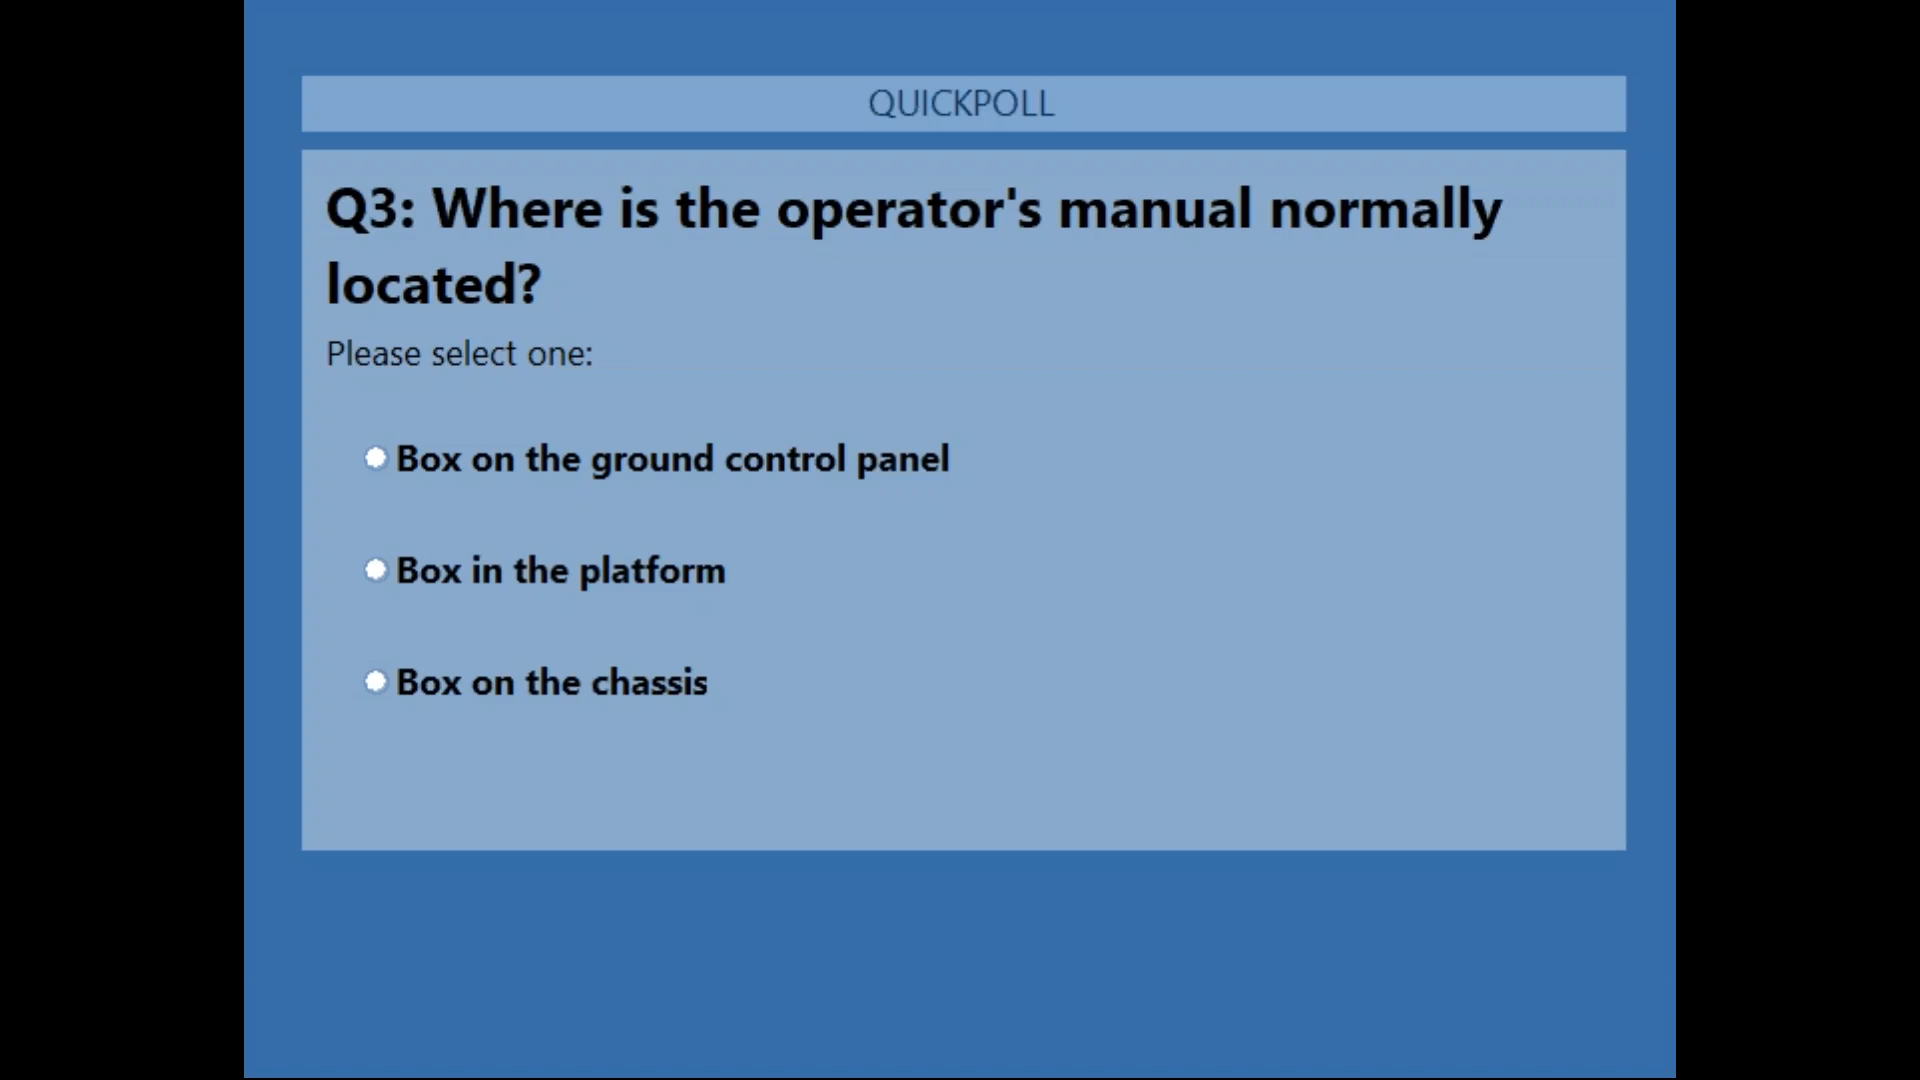 QUICKPOLL
Q3: Where is the operator's manual normally
located?
Please select one:
Box on the ground control panel
Box in the platform
Box on the chassis